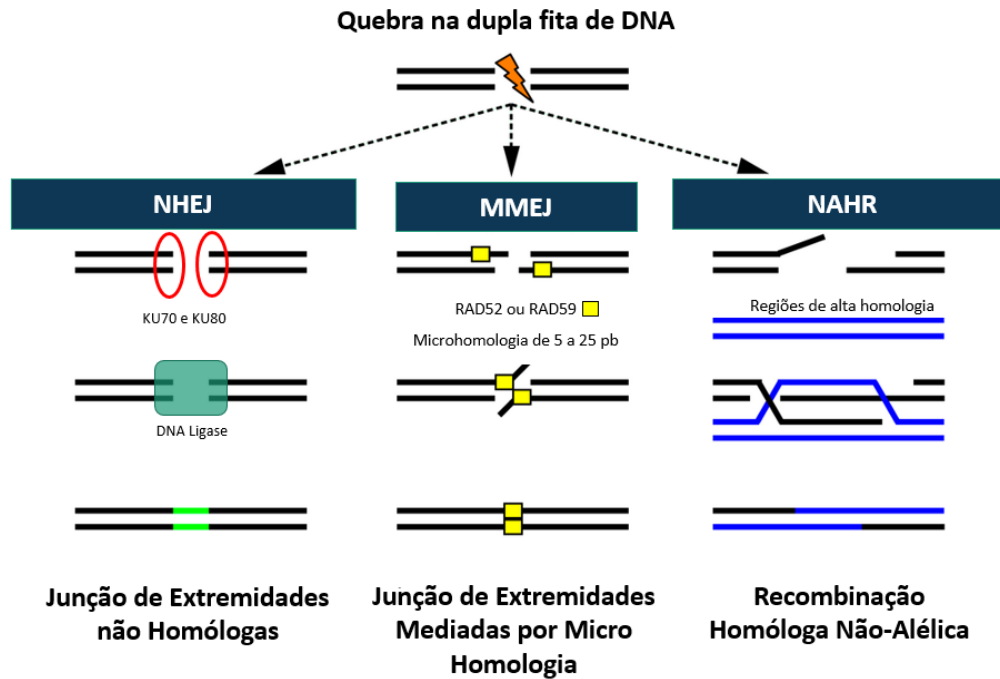 Quebra na dupla fita de DNA
NHEJ
MMEJ
NAHR
KU70 e KU80
RAD52 ou RAD59
Microhomologia de 5 a 25 pb
Regiões de alta homologia
DNA Ligase
Junção de Extremidades
não Homólogas
Junção de Extremidades
Mediadas por Micro
Homologia
Recombinação
Homóloga Não-Alélica